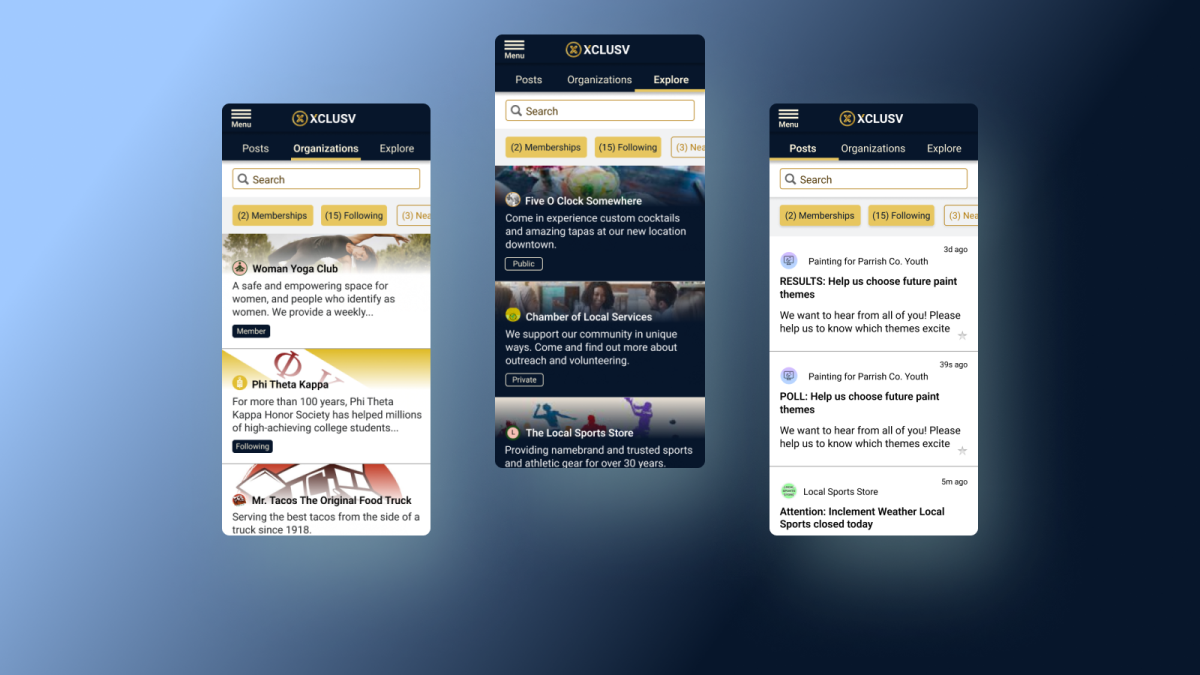 Menu
XCLUSV
Posts Organizations Explore
Search
(2) Memberships (15) Following (3) Nea
Woman Yoga Club
A safe and empowering space for
women, and people who identify as
women. We provide a weekly...
Member
Phi Theta Kappa
For more than 100 years, Phi Theta
Kappa Honor Society has helped millions
of high-achieving college students...
Following
Mr. Tacos The Original Food Truck
Serving the best tacos from the side of a
truck since 1918.
Menu
XCLUSV
Posts Organizations Explore
Search
(2) Memberships (15) Following (3) Nea
Five O Clock Somewhere
Come in experience custom cocktails
and amazing tapas at our new location
downtown.
Public
Chamber of Local Services
We support our community in unique
ways. Come and find out more about
outreach and volunteering.
Private
L
The Local Sports Store
Providing namebrand and trusted sports
and athletic gear for over 30 years.
Menu
XCLUSV
Posts Organizations Explore
Search
(2) Memberships (15) Following (3) Nea
3d ago
Painting for Parrish Co. Youth
RESULTS: Help us choose future paint
themes
We want to hear from all of you! Please
help us to know which themes excite
39s ago
Painting for Parrish Co. Youth
POLL: Help us choose future paint
themes
We want to hear from all of you! Please
help us to know which themes excite
5m ago
Local Sports Store
Attention: Inclement Weather Local
Sports closed today